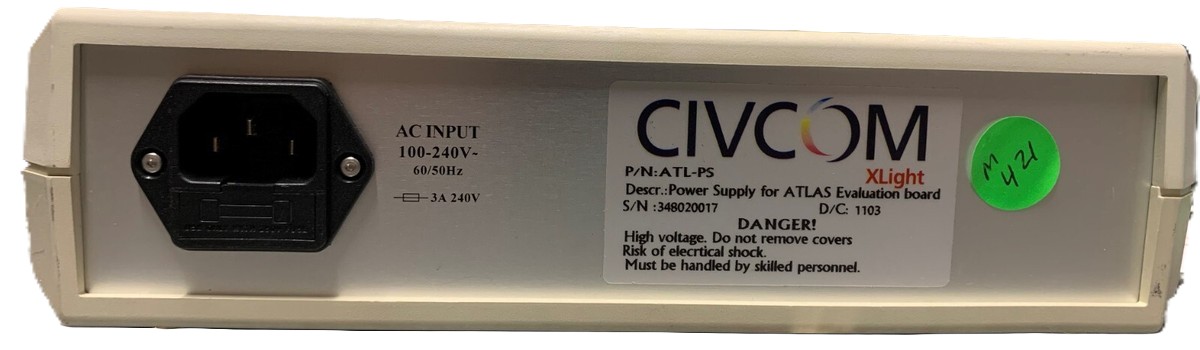 AC INPUT
100-240V~
60/50Hz
3A 240V
CIVCOM
XLight
P/N:ATL-PS
Descr.:Power Supply for ATLAS Evaluation board
S/N :348020017 D/C: 1103
DANGER!
High voltage. Do not remove covers
Risk of elecrtical shock.
Must be handled by skilled personnel.
M
421